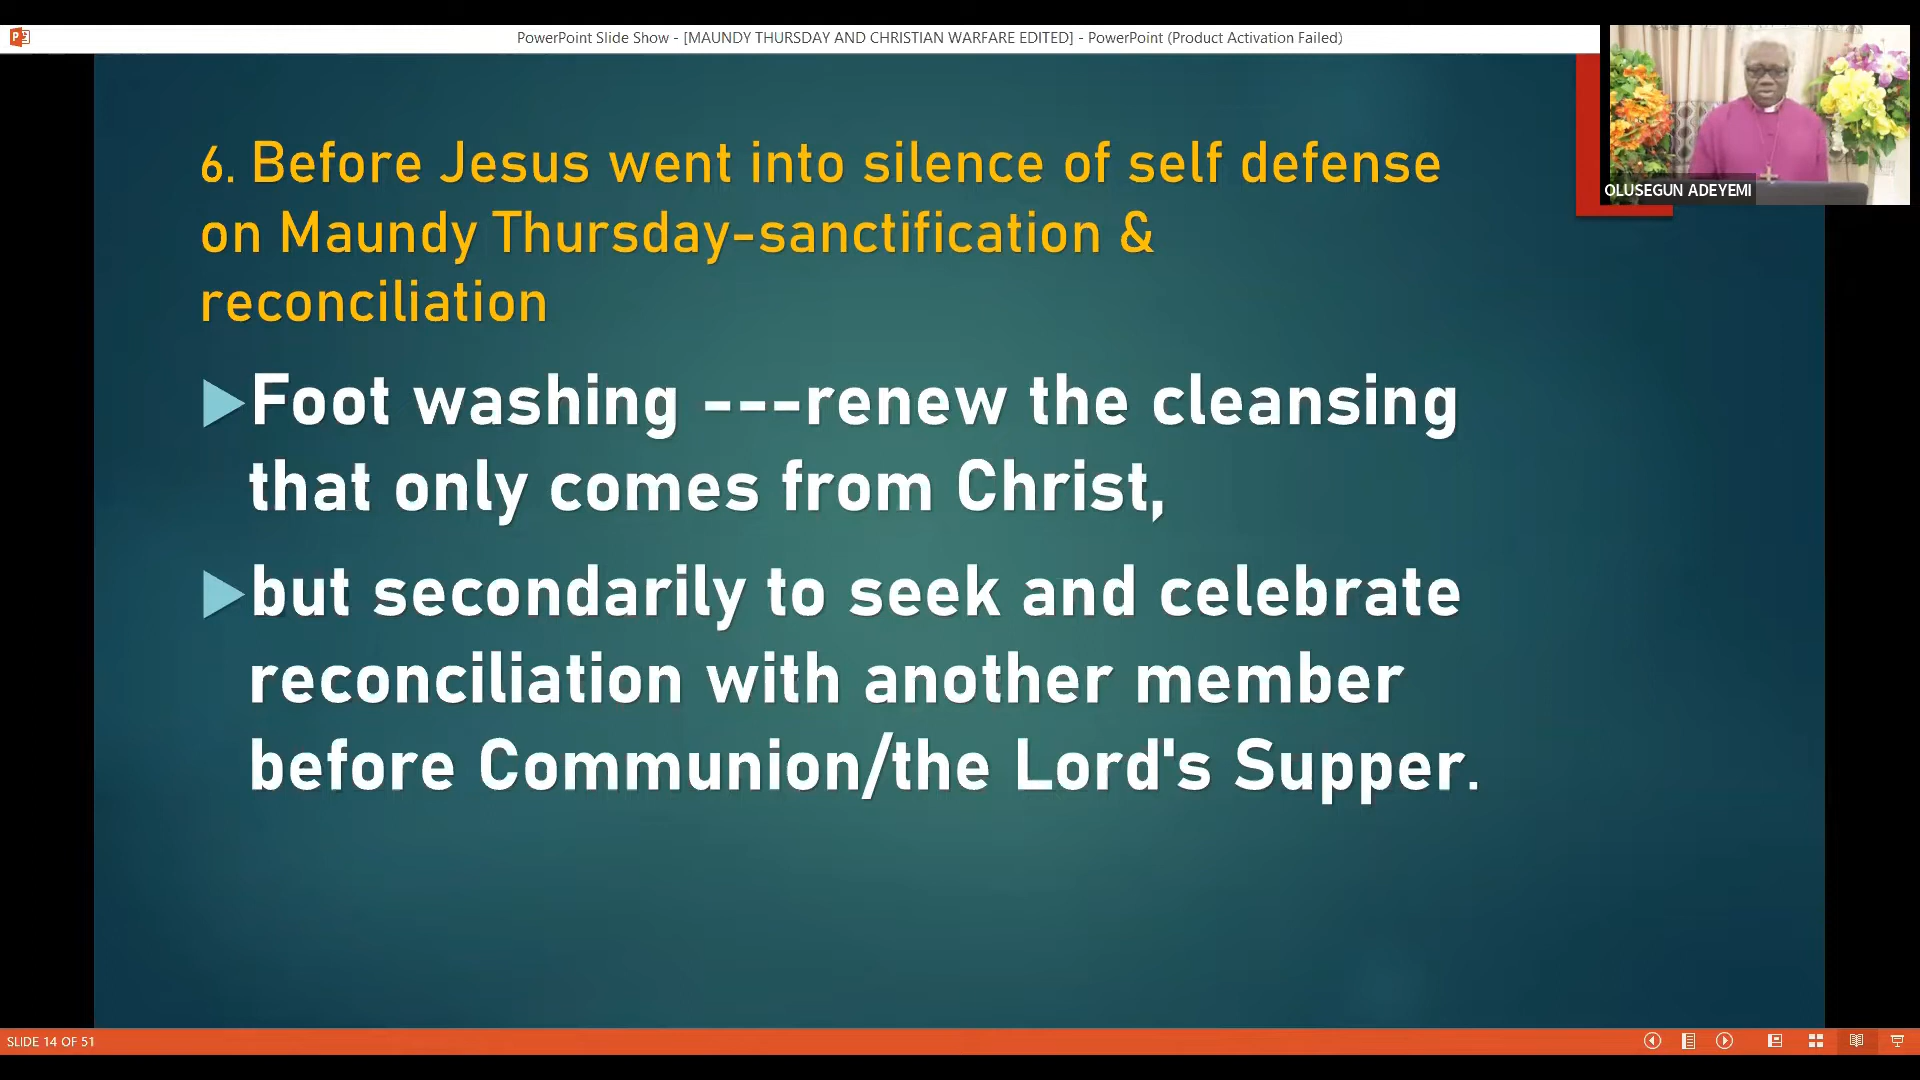 PowerPoint Slide Show - [MAUNDY THURSDAY AND CHRISTIAN WARFARE EDITED] - PowerPoint (Product Activation Failed)
OLUSEGUN ADEYEMI
6. Before Jesus went into silence of self defense
on Maundy Thursday-sanctification &
reconciliation
Foot washing ---renew the cleansing
that only comes from Christ,
but secondarily to seek and celebrate
reconciliation with another member
before Communion/the Lord's Supper.
SLIDE 14 OF 51